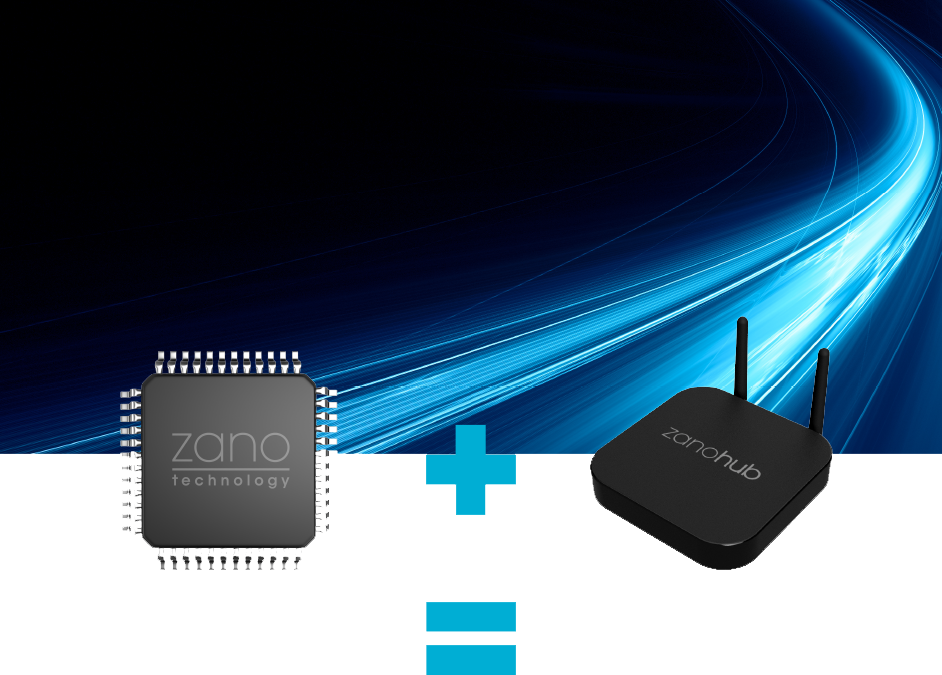 zano
technology
zanohub
+
=